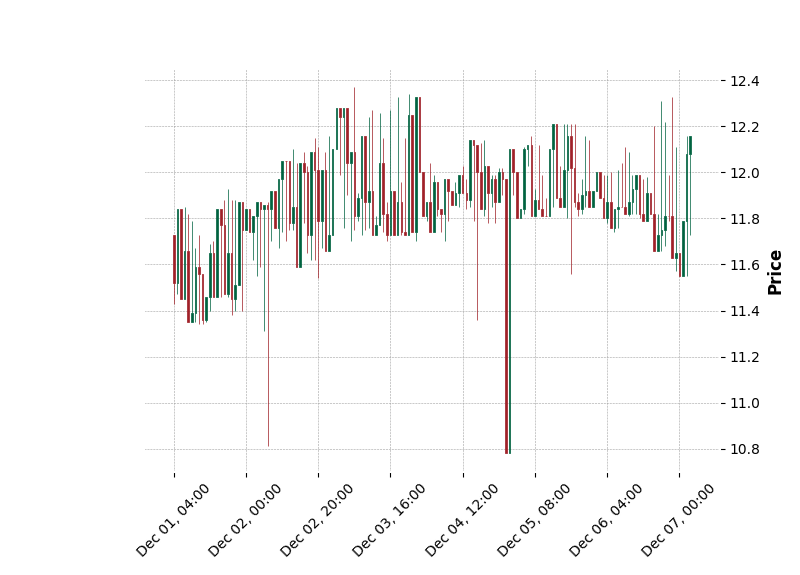 12.4
12.2
12.0
11.8
11.6
11.4
11.2
11.0
10.8
Price
Dec 01, 04:00
Dec 02, 00:00
Dec 02, 20:00
Dec 03, 16:00
Dec 04, 12:00
Dec 05, 08:00
Dec 06, 04:00
Dec 07, 00:00